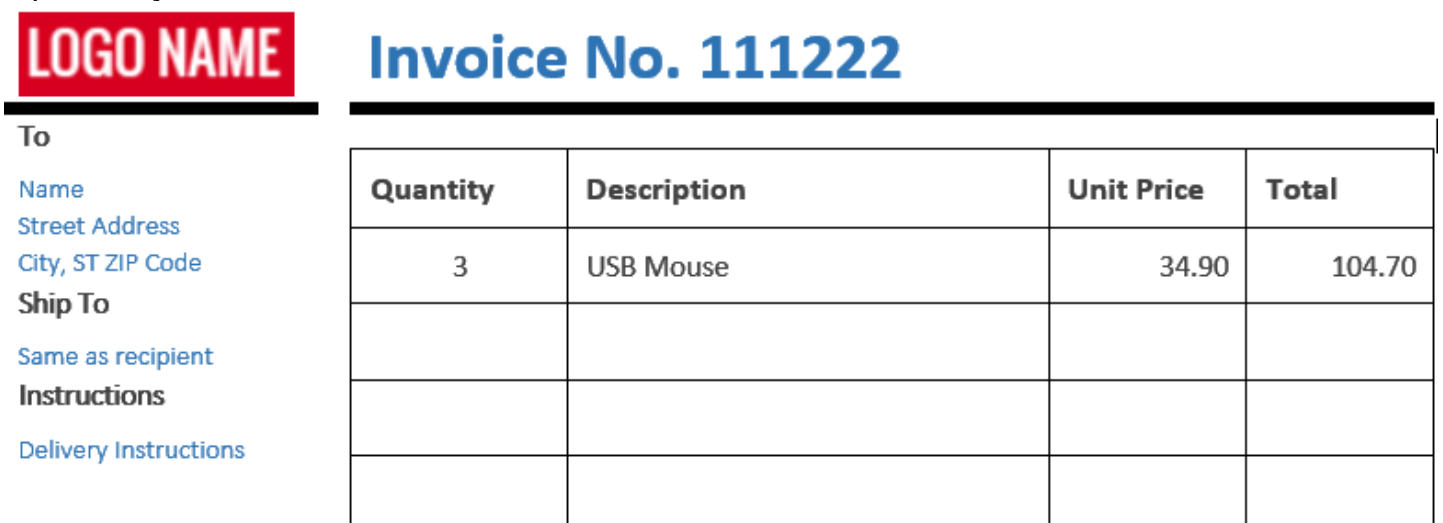 LOGO NAME
Invoice No. 111222
To
Name
Street Address
City, ST ZIP Code
Ship To
Same as recipient
Instructions
Delivery Instructions
Quantity Description Unit Price Total
3 USB Mouse 34.90 104.70